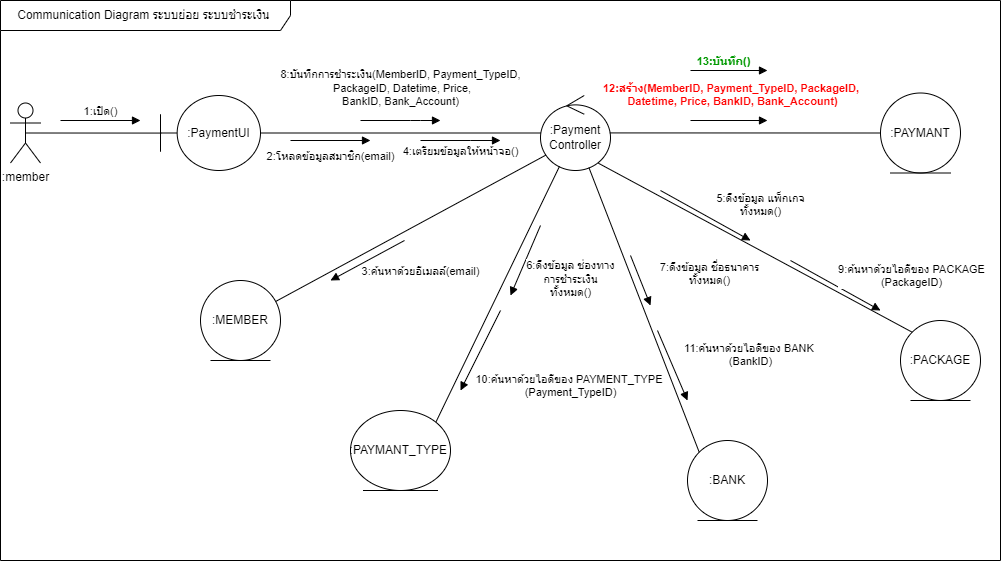 Communication Diagram ระบบย่อย ระบบชำระเงิน
13:บันทึก()
8:บันทึกการชำระเงิน(MemberID, Payment_TypeID,
PackageID, Datetime, Price,
BankID, Bank_Account)
12:สร้าง(MemberID, Payment_TypeID, PackageID,
Datetime, Price, BankID, Bank_Account)
1:เปิด()
:PaymentUI
:Payment
Controller
:PAYMANT
2:โหลดข้อมูลสมาชิก(email)
4:เตรียมข้อมูลให้หน้าจอ()
:member
5:ดึงข้อมูล แพ็กเกจ
ทั้งหมด()
3:ค้นหาด้วยอีเมลล์(email)
6:ดึงข้อมูล ช่องทาง
การชำระเงิน
ทั้งหมด()
7:ดึงข้อมูล ชื่อธนาคาร
ทั้งหมด()
9:ค้นหาด้วยไอดีของ PACKAGE
(PackageID)
:MEMBER
11:ค้นหาด้วยไอดีของ BANK
(BankID)
:PACKAGE
10:ค้นหาด้วยไอดีของ PAYMENT_TYPE
(Payment_TypeID)
:PAYMANT_TYPE
:BANK